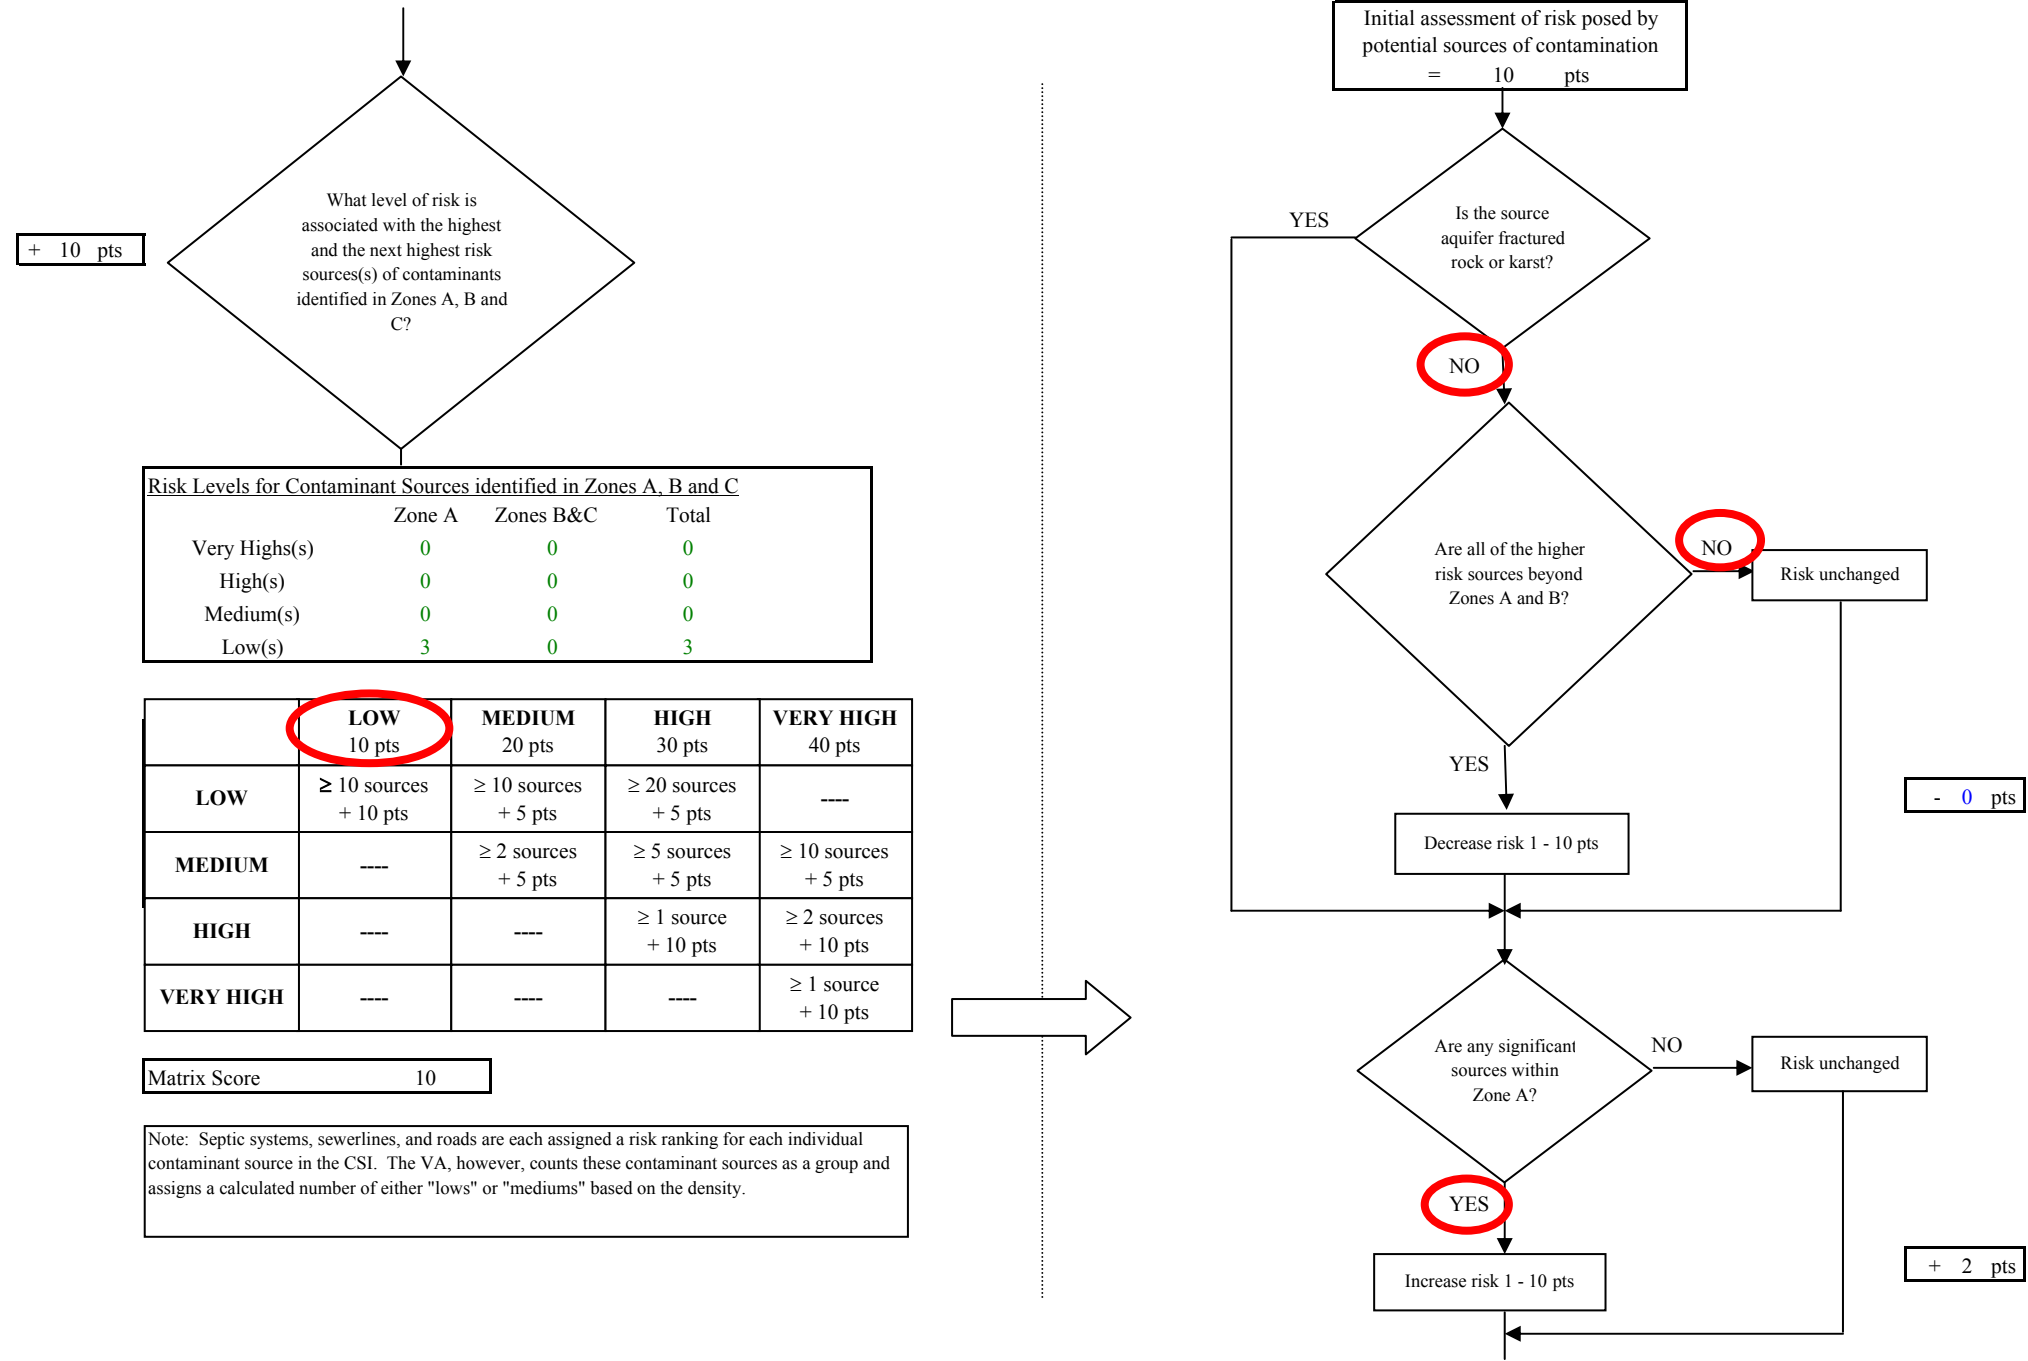 What level of risk is
associated with the highest
and the next highest risk
sources(s) of contaminants
identified in Zones A, B and
C?
+ 10 pts
Risk Levels for Contaminant Sources identified in Zones A, B and C
Zone A Zones B&C Total
Very Highs(s) 0 0 0
High(s) 0 0 0
Medium(s) 0 0 0
Low(s) 3 0 3
LOW MEDIUM HIGH VERY HIGH
10 pts 20 pts 30 pts 40 pts
LOW ≥ 10 sources ≥ 10 sources ≥ 20 sources ----
+ 10 pts + 5 pts + 5 pts
MEDIUM ---- ≥ 2 sources ≥ 5 sources ≥ 10 sources
+ 5 pts + 5 pts + 5 pts
HIGH ---- ---- ≥ 1 source ≥ 2 sources
+ 10 pts + 10 pts
VERY HIGH ---- ---- ---- ≥ 1 source
+ 10 pts
Matrix Score 10
Note: Septic systems, sewerlines, and roads are each assigned a risk ranking for each individual
contaminant source in the CSI. The VA, however, counts these contaminant sources as a group and
assigns a calculated number of either "lows" or "mediums" based on the density.
Initial assessment of risk posed by
potential sources of contamination
= 10 pts
Is the source
aquifer fractured
rock or karst?
YES
NO
Are all of the higher
risk sources beyond
Zones A and B?
NO
Risk unchanged
YES
- 0 pts
Decrease risk 1 - 10 pts
Are any significant
sources within
Zone A?
NO
Risk unchanged
YES
+ 2 pts
Increase risk 1 - 10 pts